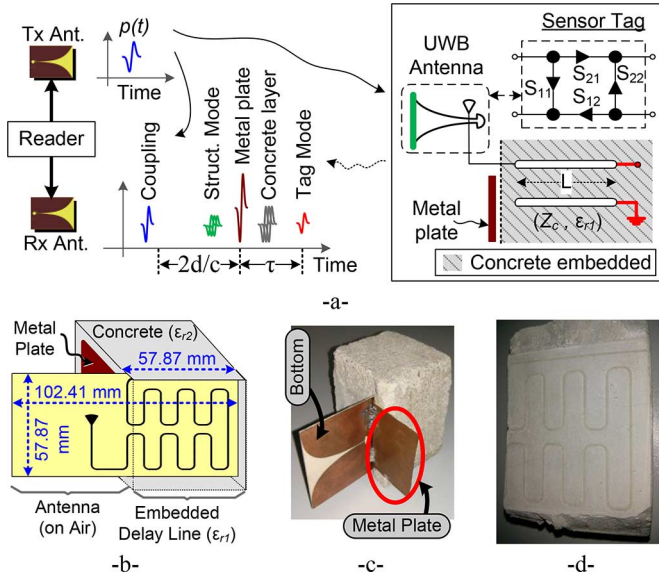 Tx Ant.
p(t)
Time
Reader
Rx Ant.
Coupling
Struct. Mode
Metal plate
Concrete layer
Tag Mode
2d/c
τ
Time
Sensor Tag
UWB
Antenna
S11
S21
S12
S22
L
(Zc , εr1)
Metal
plate
Concrete embedded
-a-
Metal
Plate
Concrete (εr2)
57.87 mm
102.41 mm
57.87
mm
Antenna
(on Air)
Embedded
Delay Line (εr1)
-b-
Bottom
Metal Plate
-c-
-d-